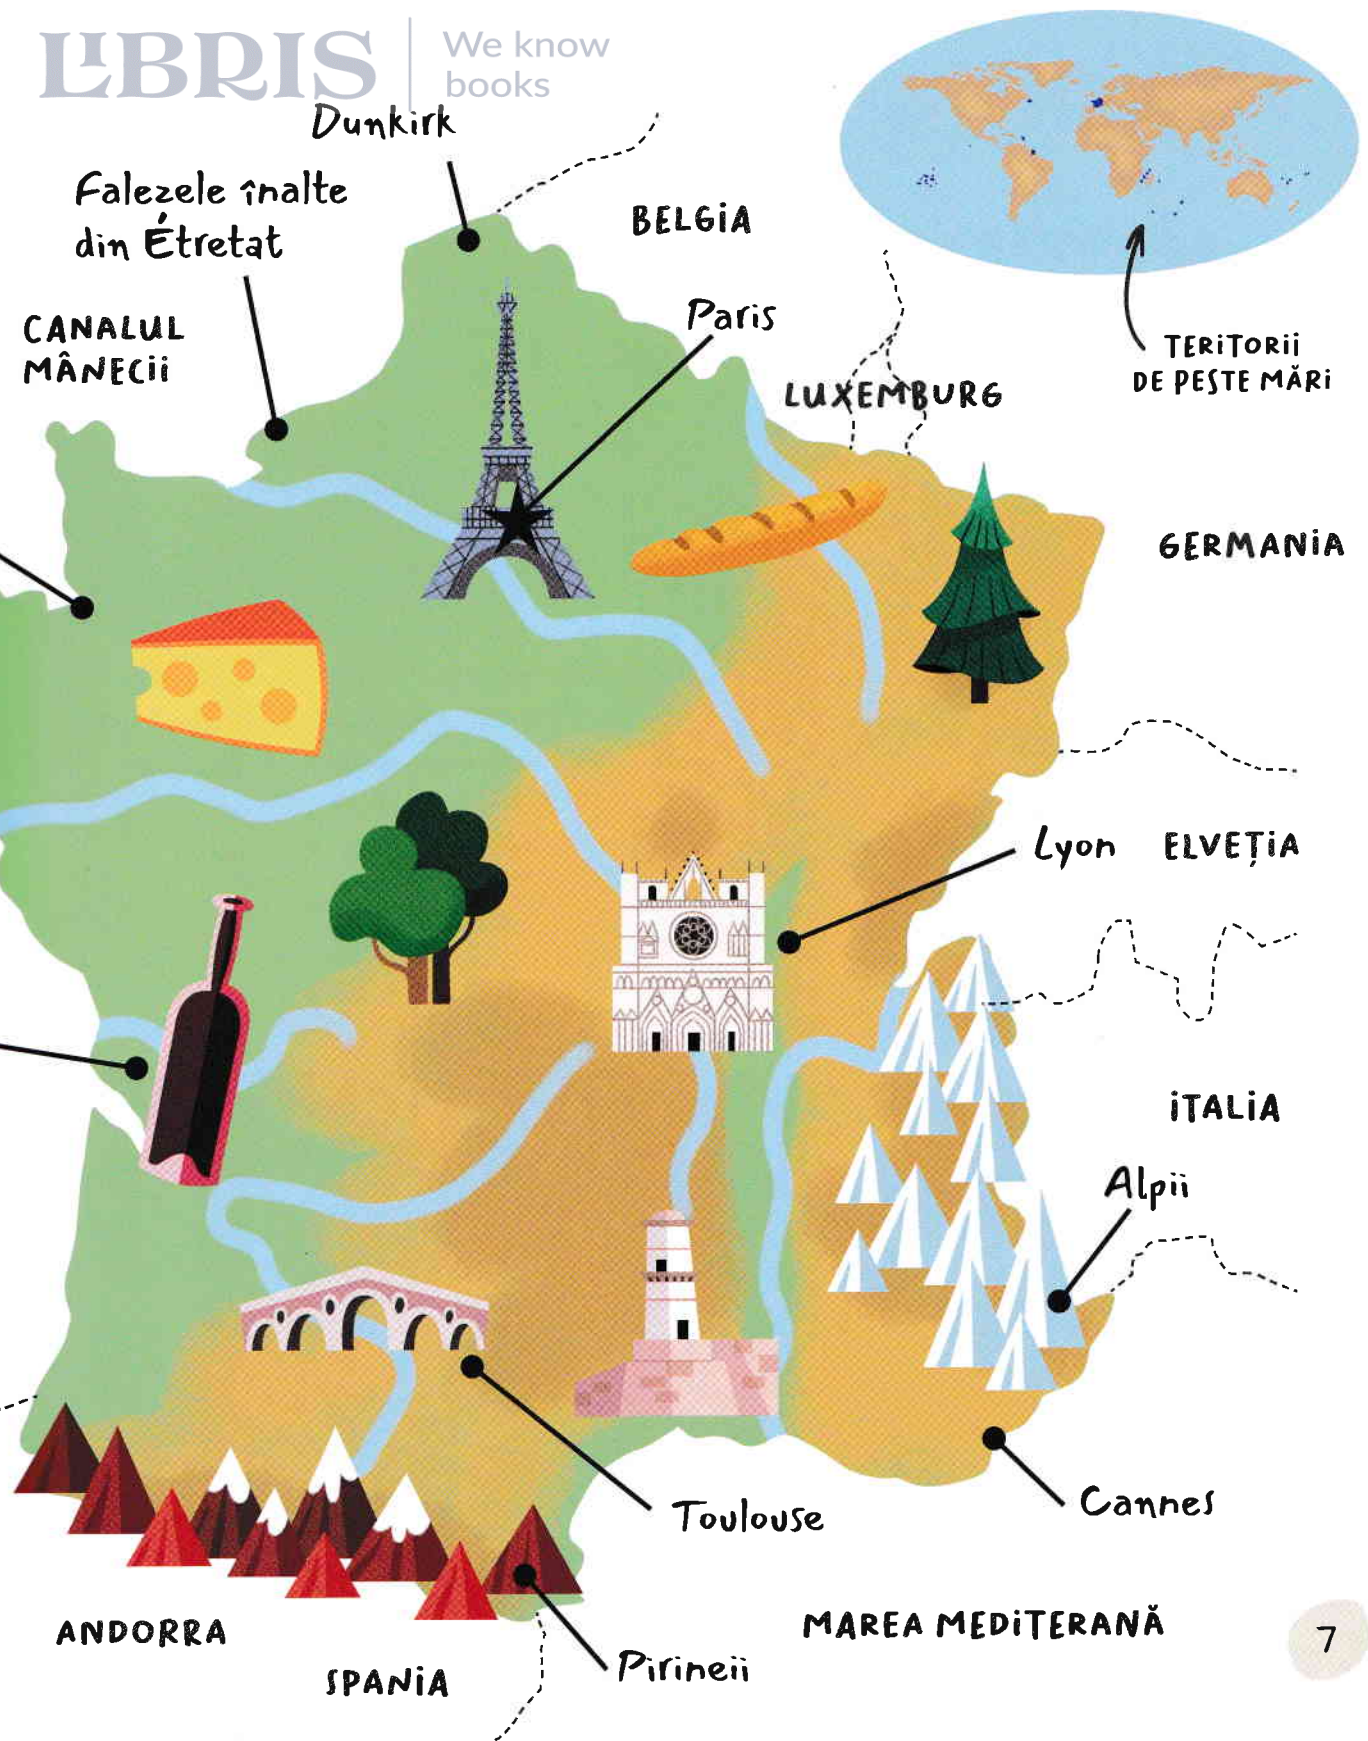 LIBRIS
We know
books
Dunkirk
Falezele înalte
din Étretat
BELGIA
CANALUL
MÂNECII
Paris
TERITORII
DE PESTE MĂRI
LUXEMBURG
GERMANIA
Lyon
ELVEȚIA
ITALIA
Alpii
Toulouse
Cannes
ANDORRA
SPANIA
Pirineii
MAREA MEDITERANĂ
7